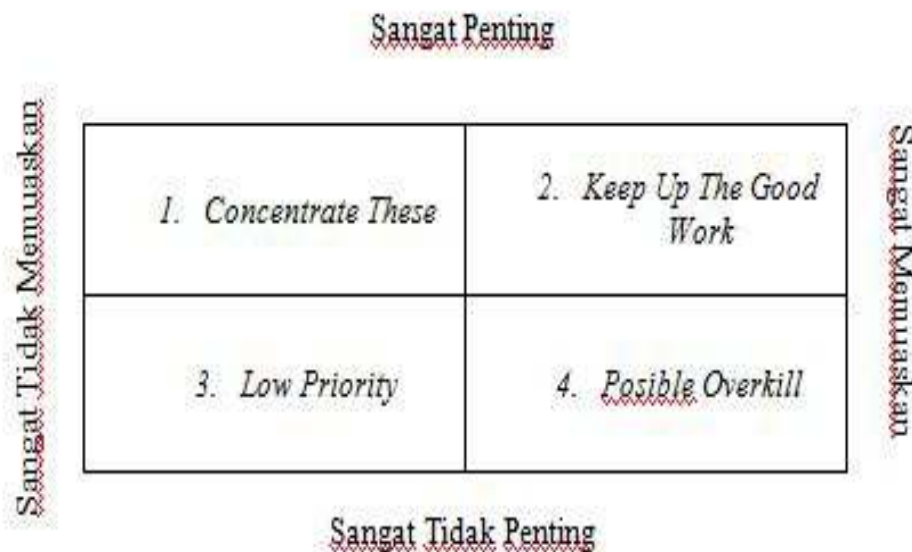 Sangat Penting
Sangat Tidak Memuaskan
1. Concentrate These
2. Keep Up The Good
Work
Sangat Memuaskan
3. Low Priority
4. Posible Overkill
Sangat Tidak Penting